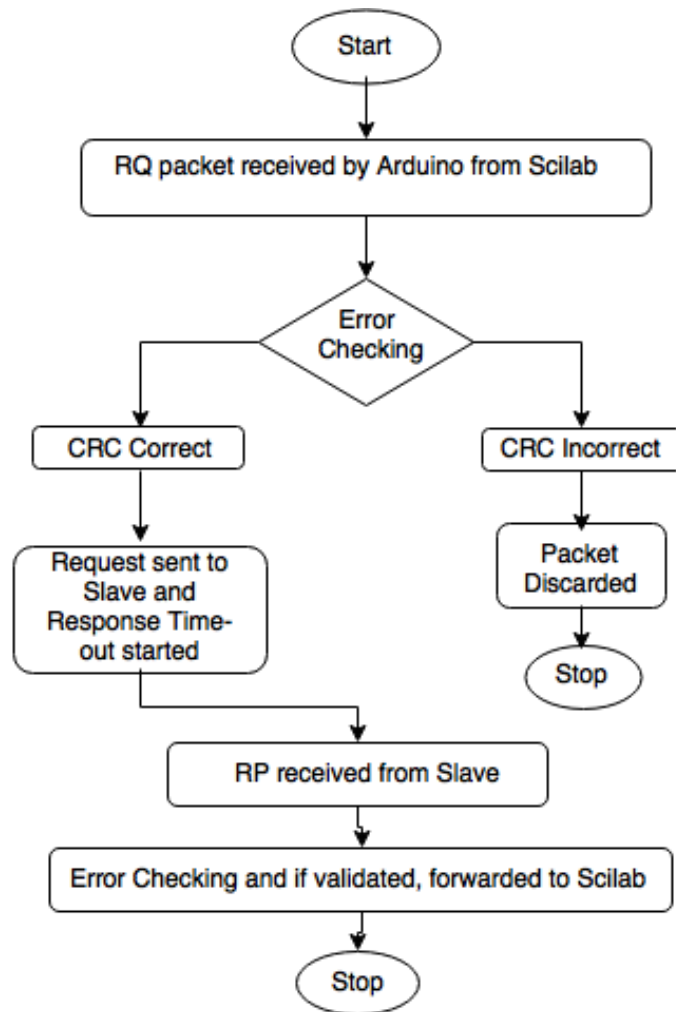 Start
RQ packet received by Arduino from Scilab
Error
Checking
CRC Correct
CRC Incorrect
Request sent to
Slave and
Response Time-
out started
Packet
Discarded
Stop
RP received from Slave
Error Checking and if validated, forwarded to Scilab
Stop